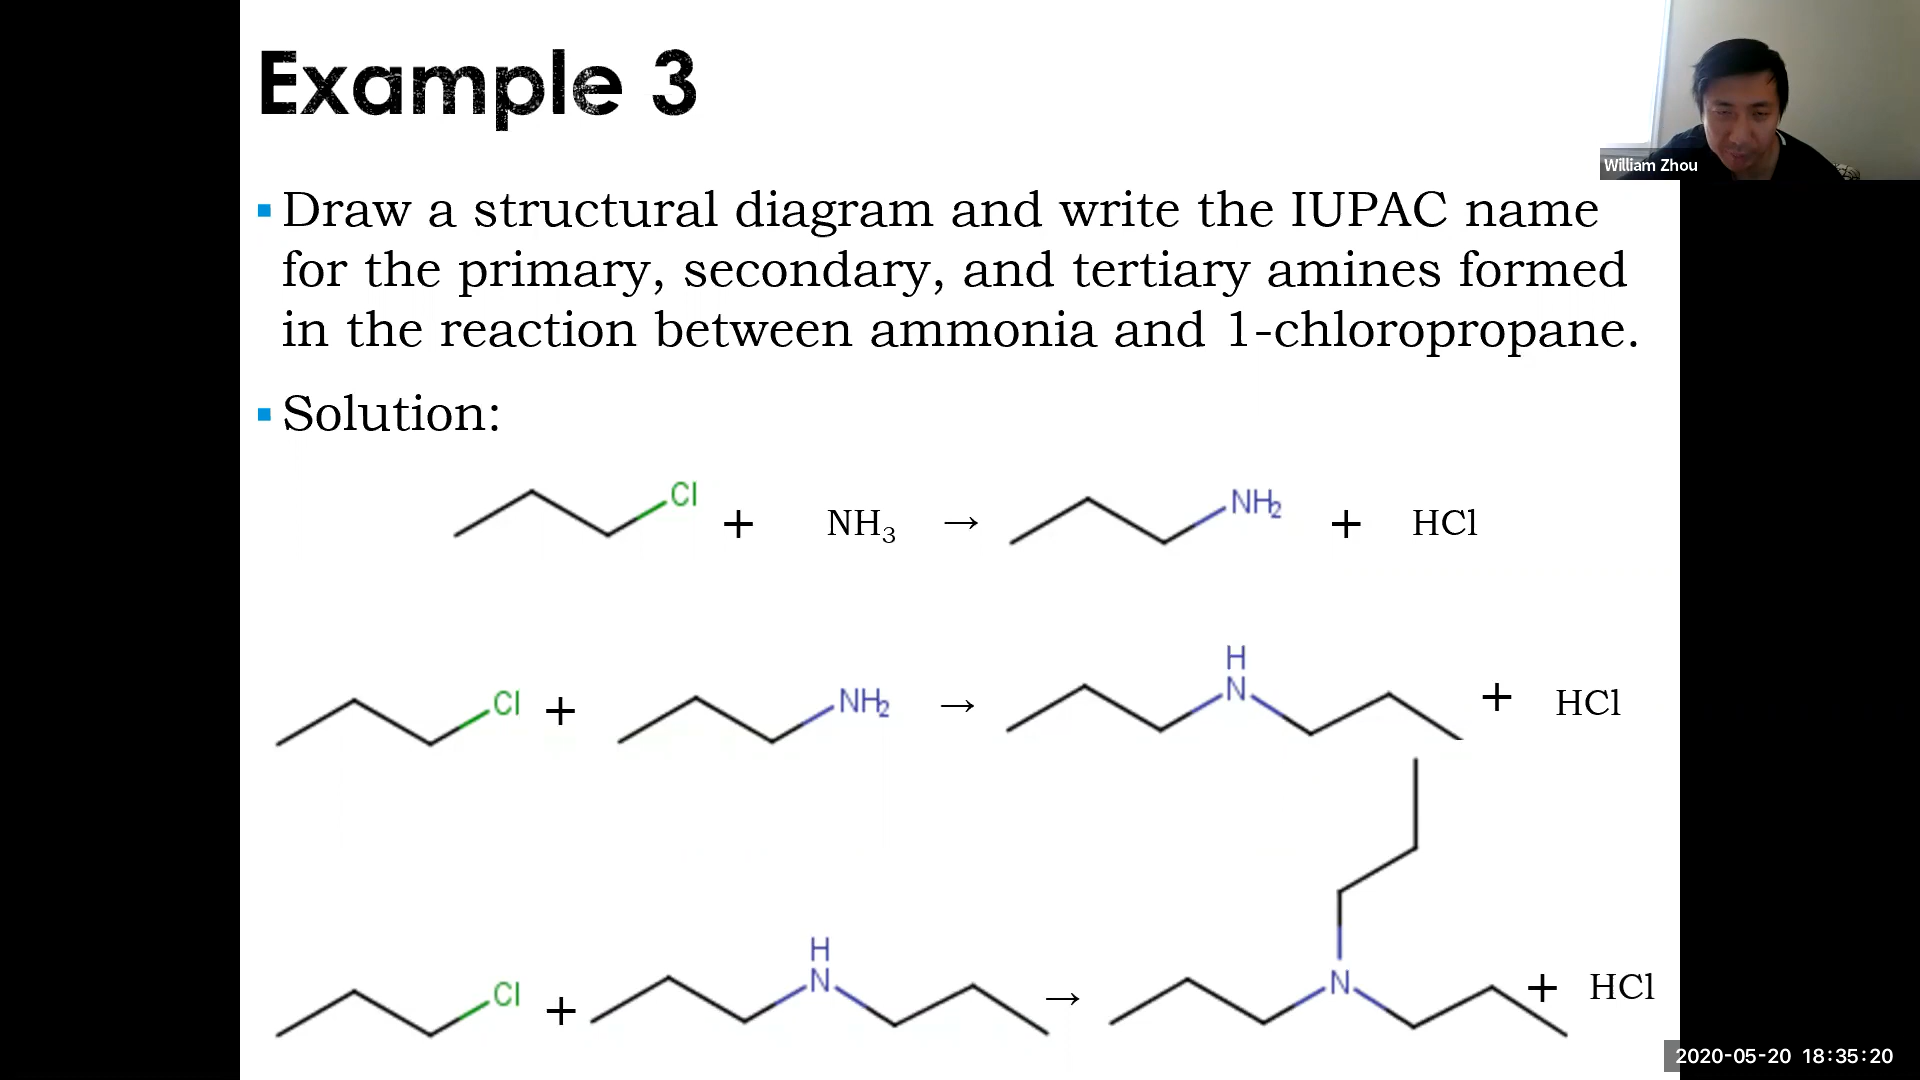 Example 3
William Zhou
Draw a structural diagram and write the IUPAC name
for the primary, secondary, and tertiary amines formed
in the reaction between ammonia and 1-chloropropane.
Solution:
Cl + NH₃ → NH₂ + HCl
H
Cl + NH₂ → N + HCl
H
Cl + N → N + HCl
2020-05-20 18:35:20